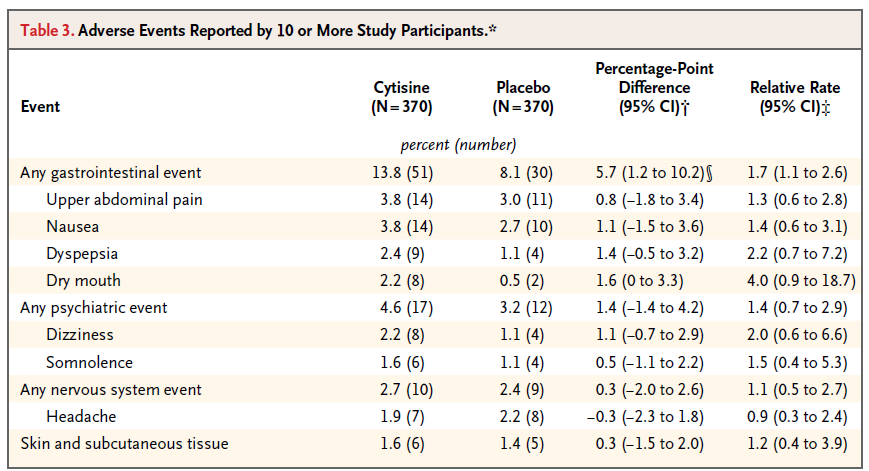 Table 3. Adverse Events Reported by 10 or More Study Participants.*
Event Cytisine (N=370) Placebo (N=370) Percentage-Point Difference (95% CI)† Relative Rate (95% CI)‡
percent (number)
Any gastrointestinal event 13.8 (51) 8.1 (30) 5.7 (1.2 to 10.2)§ 1.7 (1.1 to 2.6)
Upper abdominal pain 3.8 (14) 3.0 (11) 0.8 (–1.8 to 3.4) 1.3 (0.6 to 2.8)
Nausea 3.8 (14) 2.7 (10) 1.1 (–1.5 to 3.6) 1.4 (0.6 to 3.1)
Dyspepsia 2.4 (9) 1.1 (4) 1.4 (–0.5 to 3.2) 2.2 (0.7 to 7.2)
Dry mouth 2.2 (8) 0.5 (2) 1.6 (0 to 3.3) 4.0 (0.9 to 18.7)
Any psychiatric event 4.6 (17) 3.2 (12) 1.4 (–1.4 to 4.2) 1.4 (0.7 to 2.9)
Dizziness 2.2 (8) 1.1 (4) 1.1 (–0.7 to 2.9) 2.0 (0.6 to 6.6)
Somnolence 1.6 (6) 1.1 (4) 0.5 (–1.1 to 2.2) 1.5 (0.4 to 5.3)
Any nervous system event 2.7 (10) 2.4 (9) 0.3 (–2.0 to 2.6) 1.1 (0.5 to 2.7)
Headache 1.9 (7) 2.2 (8) –0.3 (–2.3 to 1.8) 0.9 (0.3 to 2.4)
Skin and subcutaneous tissue 1.6 (6) 1.4 (5) 0.3 (–1.5 to 2.0) 1.2 (0.4 to 3.9)